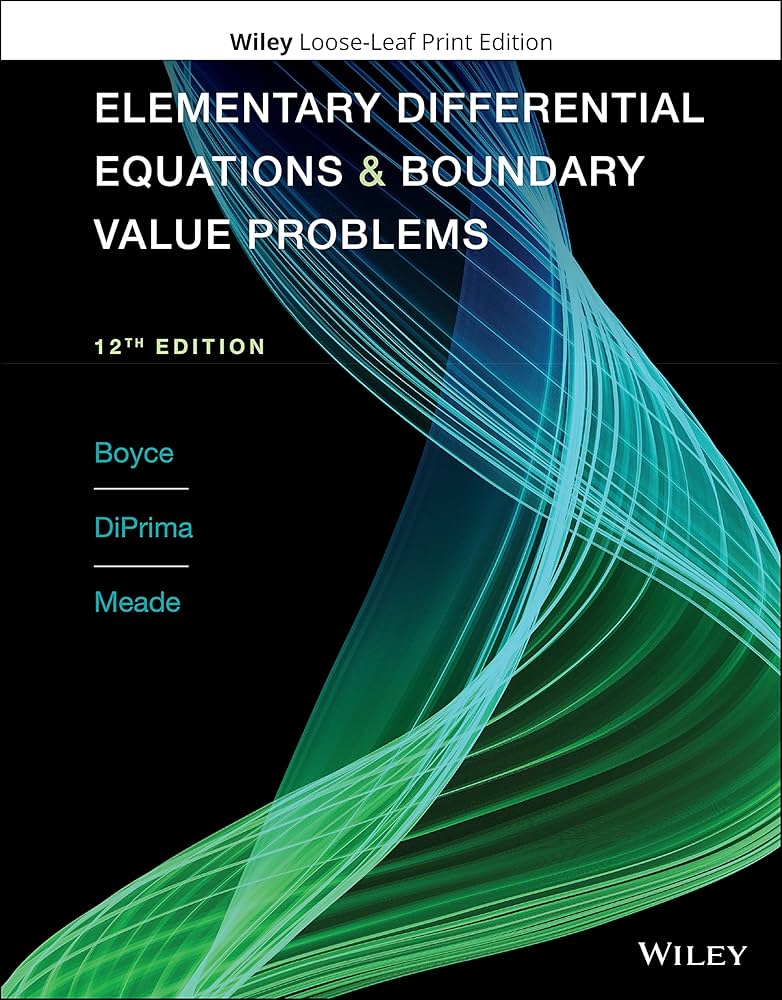 Wiley Loose-Leaf Print Edition
ELEMENTARY DIFFERENTIAL
EQUATIONS & BOUNDARY
VALUE PROBLEMS
12TH EDITION
Boyce
DiPrima
Meade
WILEY